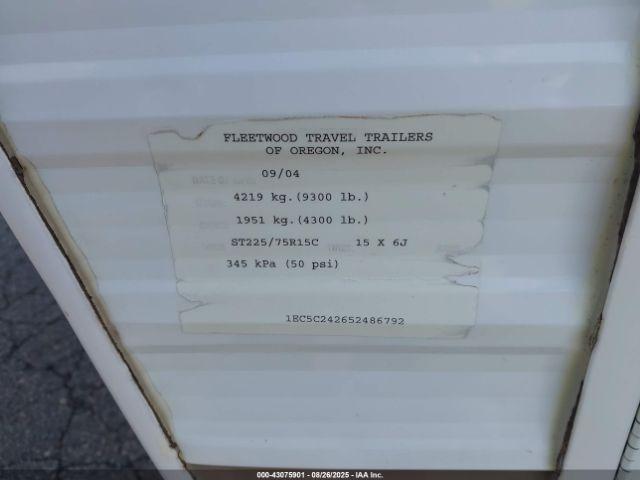 FLEETWOOD TRAVEL TRAILERS
OF OREGON, INC.
09/04
4219 kg.(9300 lb.)
1951 kg.(4300 lb.)
ST225/75R15C 15 X 6J
345 kPa (50 psi)
1EC5C242652486792
000-43075901 - 08/26/2025 - IAA Inc.